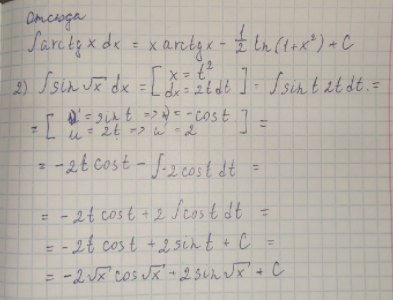 Отсюда
∫arctg x dx = x arctg x - 1/2 ln(1+x²) + C
2) ∫sin√x dx = [x = t² dx = 2t dt] = ∫sin t 2t dt =
= [v' = sin t => v = -cos t u = 2t => u' = 2] =
= -2t cos t - ∫-2 cos t dt =
= -2t cos t + 2∫cos t dt =
= -2t cos t + 2 sin t + C =
= -2√x cos√x + 2 sin√x + C